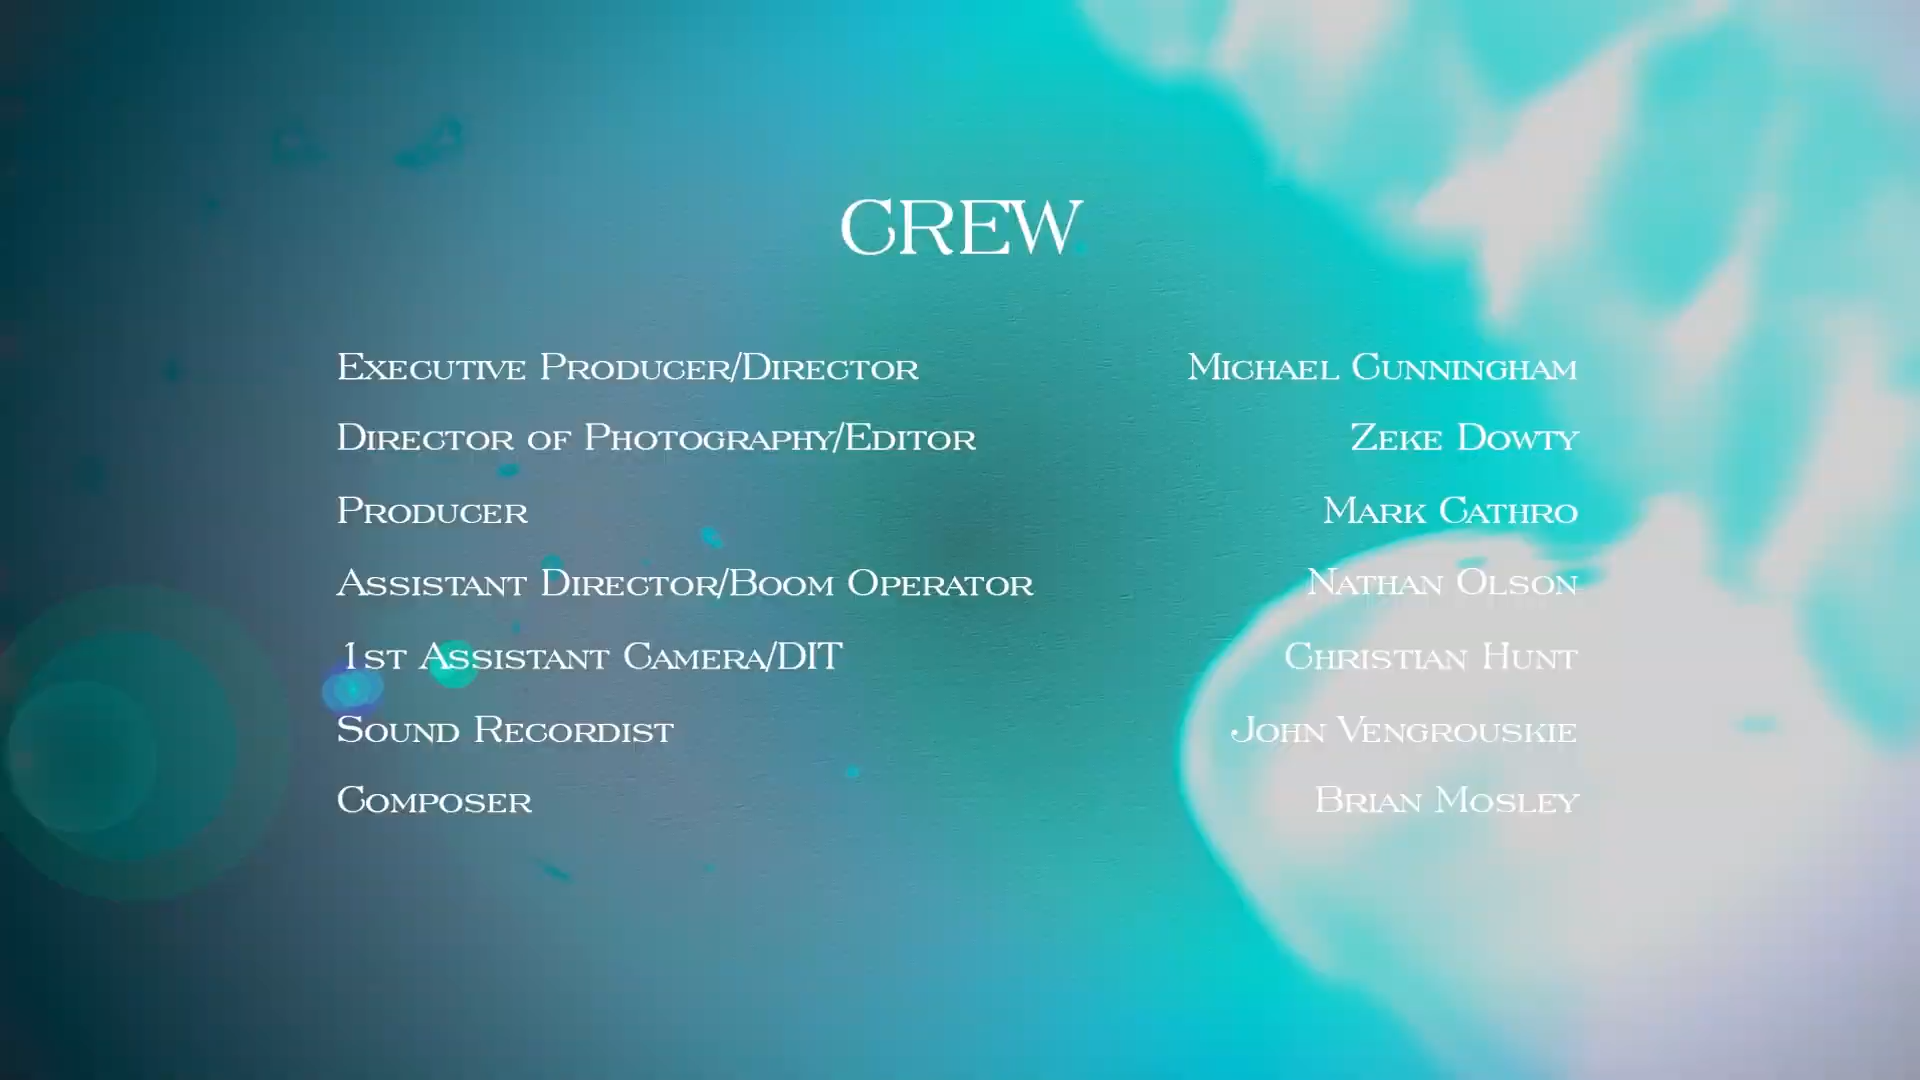 CREW
Executive Producer/Director Michael Cunningham
Director of Photography/Editor Zeke Dowty
Producer Mark Cathro
Assistant Director/Boom Operator Nathan Olson
1st Assistant Camera/DIT Christian Hunt
Sound Recordist John Vengrouskie
Composer Brian Mosley